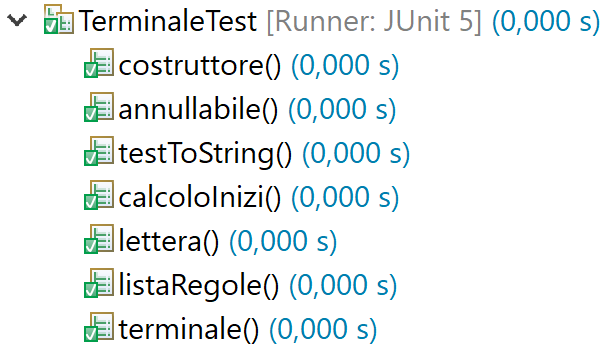 TerminaleTest [Runner: JUnit 5] (0,000 s)
costruttore() (0,000 s)
annullabile() (0,000 s)
testToString() (0,000 s)
calcoloInizi() (0,000 s)
lettera() (0,000 s)
listaRegole() (0,000 s)
terminale() (0,000 s)